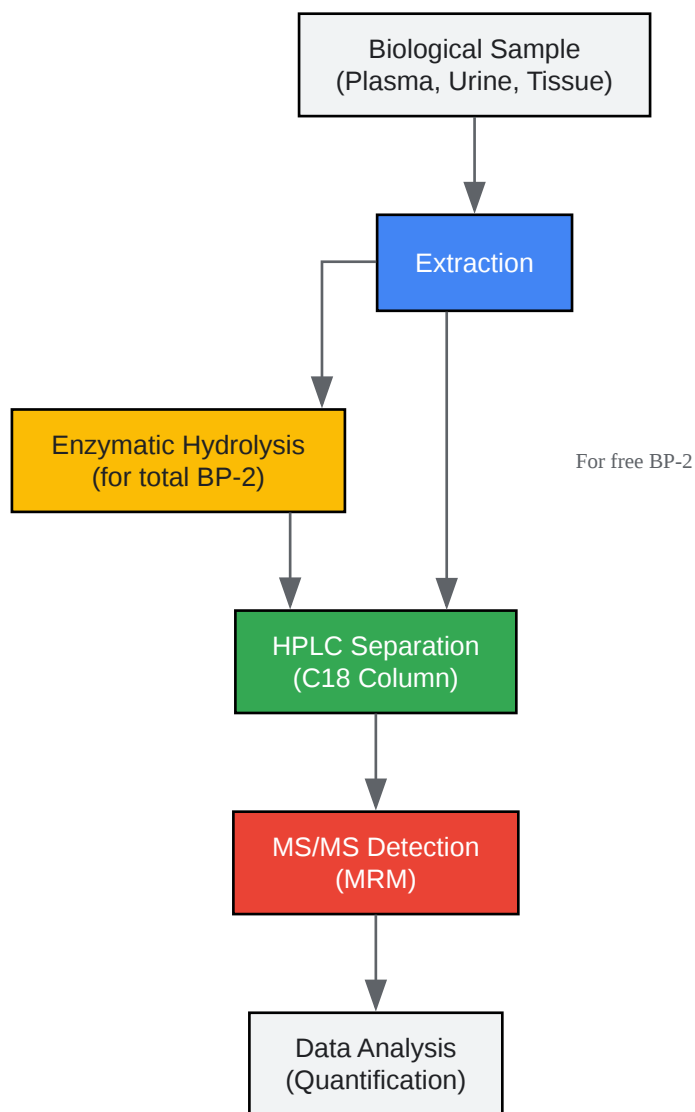 Biological Sample
(Plasma, Urine, Tissue)
Extraction
Enzymatic Hydrolysis
(for total BP-2)
For free BP-2
HPLC Separation
(C18 Column)
MS/MS Detection
(MRM)
Data Analysis
(Quantification)